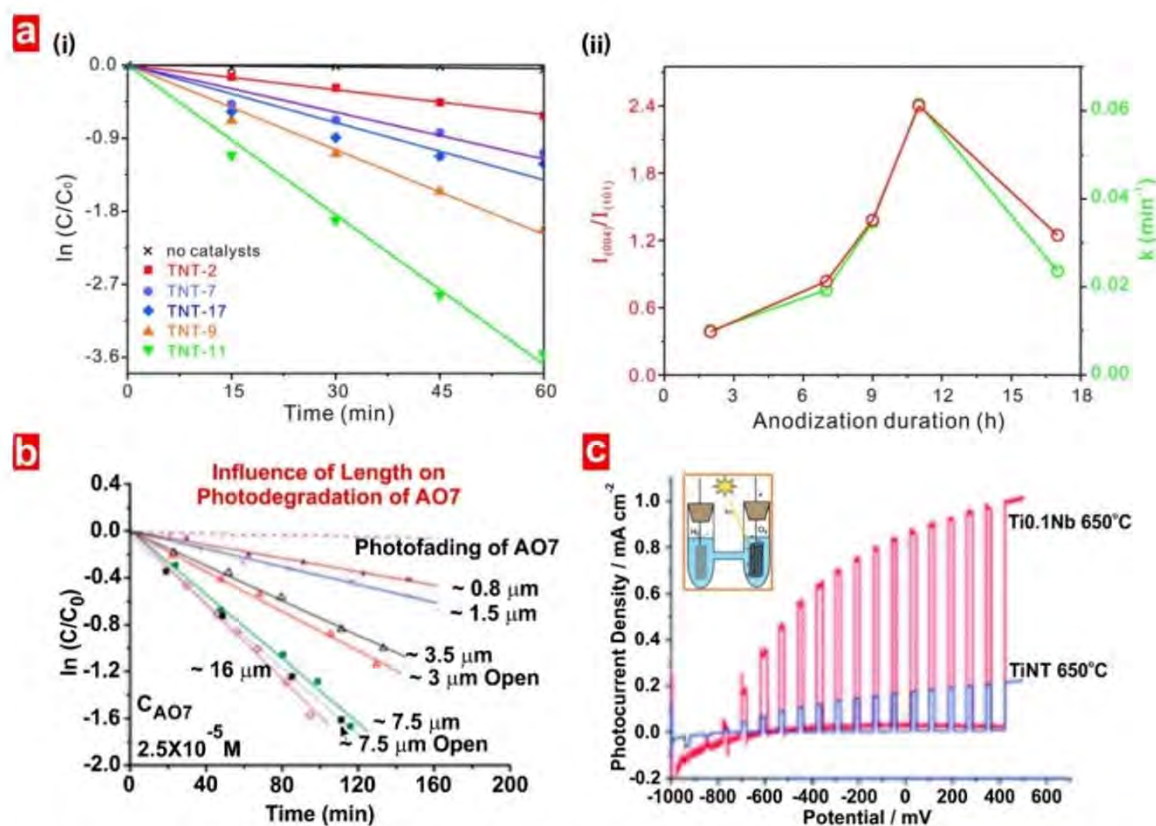 a
(i)
0.0
-0.9
-1.8
-2.7
-3.6
ln (C/C₀)
no catalysts
TNT-2
TNT-7
TNT-17
TNT-9
TNT-11
0 15 30 45 60
Time (min)
(ii)
2.4
1.8
1.2
0.6
0.0
I(004)/I(101)
0.06
0.04
0.02
0.00
k (min⁻¹)
0 3 6 9 12 15 18
Anodization duration (h)
b
Influence of Length on
Photodegradation of AO7
0.4
0.0
-0.4
-0.8
-1.2
-1.6
-2.0
ln (C/C₀)
Photofading of AO7
~ 0.8 μm
~ 1.5 μm
~ 3.5 μm
~ 3 μm Open
~ 16 μm
~ 7.5 μm
~ 7.5 μm Open
C AO7
2.5X10⁻⁵ M
0 40 80 120 160 200
Time (min)
c
1.0
0.8
0.6
0.4
0.2
0.0
-0.2
Photocurrent Density / mA cm⁻²
Ti0.1Nb 650°C
TiNT 650°C
-1000 -800 -600 -400 -200 0 200 400 600
Potential / mV